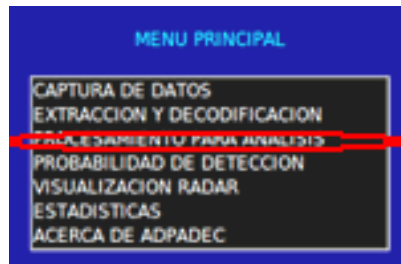 MENU PRINCIPAL
CAPTURA DE DATOS
EXTRACCION Y DECODIFICACION
PROCESAMIENTO PARA ANALISIS
PROBABILIDAD DE DETECCION
VISUALIZACION RADAR
ESTADISTICAS
ACERCA DE ADPADEC